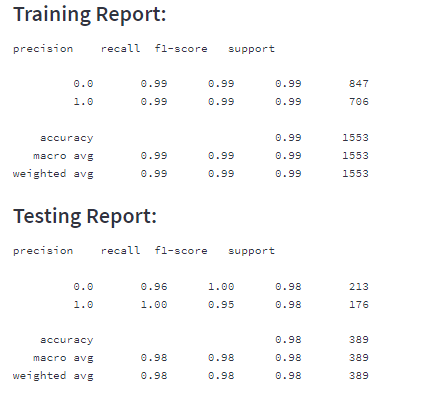 Training Report:
precision recall f1-score support
0.0 0.99 0.99 0.99 847
1.0 0.99 0.99 0.99 706
accuracy 0.99 1553
macro avg 0.99 0.99 0.99 1553
weighted avg 0.99 0.99 0.99 1553
Testing Report:
precision recall f1-score support
0.0 0.96 1.00 0.98 213
1.0 1.00 0.95 0.98 176
accuracy 0.98 389
macro avg 0.98 0.98 0.98 389
weighted avg 0.98 0.98 0.98 389